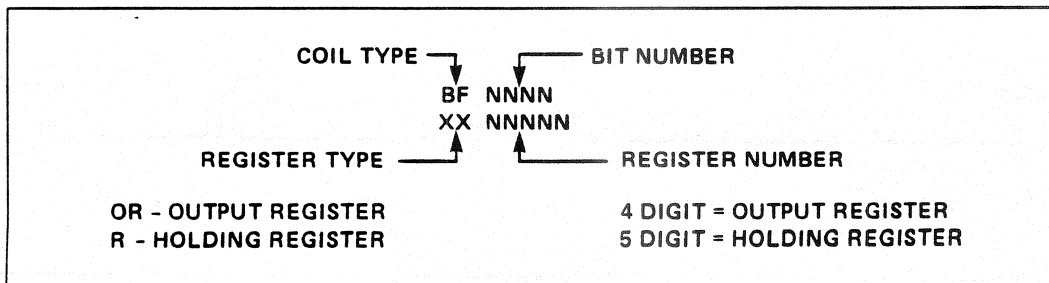 COIL TYPE BIT NUMBER
BF NNNN
XX NNNNN
REGISTER TYPE REGISTER NUMBER
OR - OUTPUT REGISTER 4 DIGIT = OUTPUT REGISTER
R - HOLDING REGISTER 5 DIGIT = HOLDING REGISTER